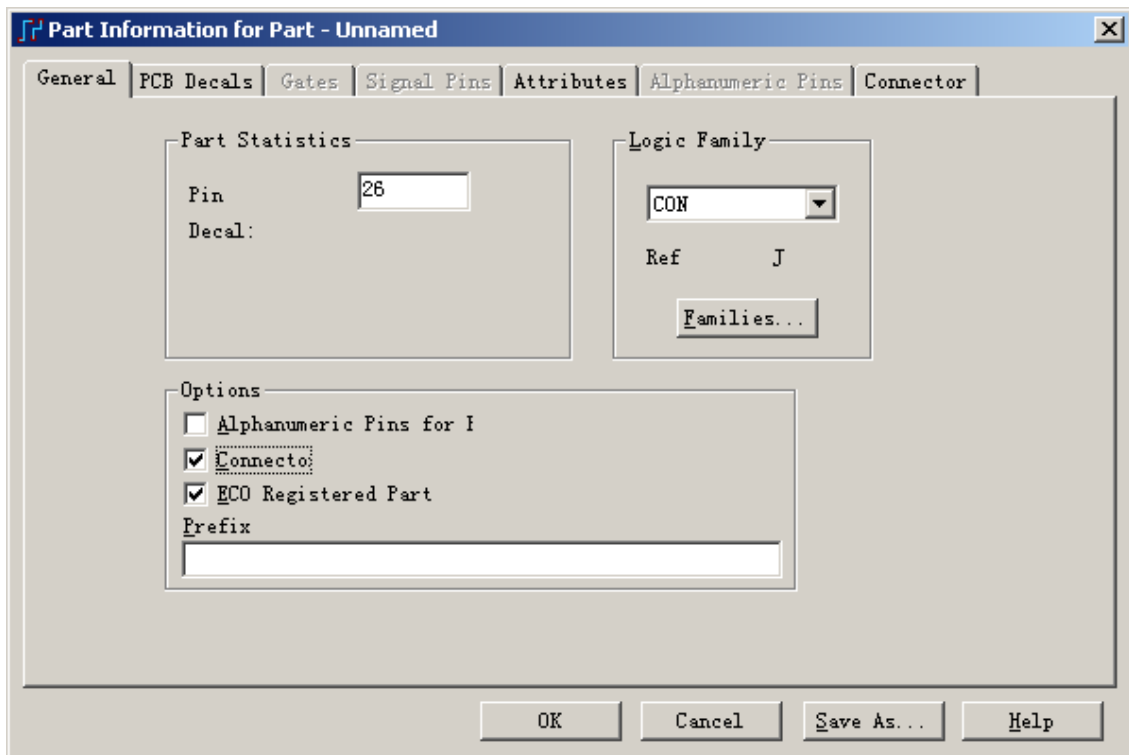 Part Information for Part - Unnamed
General PCB Decals Gates Signal Pins Attributes Alphanumeric Pins Connector
Part Statistics
Pin 26
Decal:
Logic Family
CON
Ref J
Families...
Options
Alphanumeric Pins for
Connecto
ECO Registered Part
Prefix
OK Cancel Save As... Help